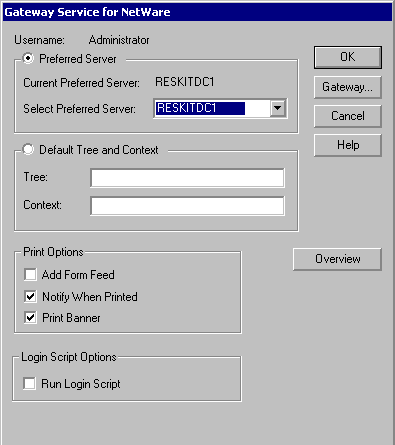 Gateway Service for NetWare
Username: Administrator
Preferred Server
Current Preferred Server: RESKITDC1
Select Preferred Server: RESKITDC1
OK
Gateway...
Cancel
Help
Default Tree and Context
Tree:
Context:
Print Options
Add Form Feed
Notify When Printed
Print Banner
Overview
Login Script Options
Run Login Script